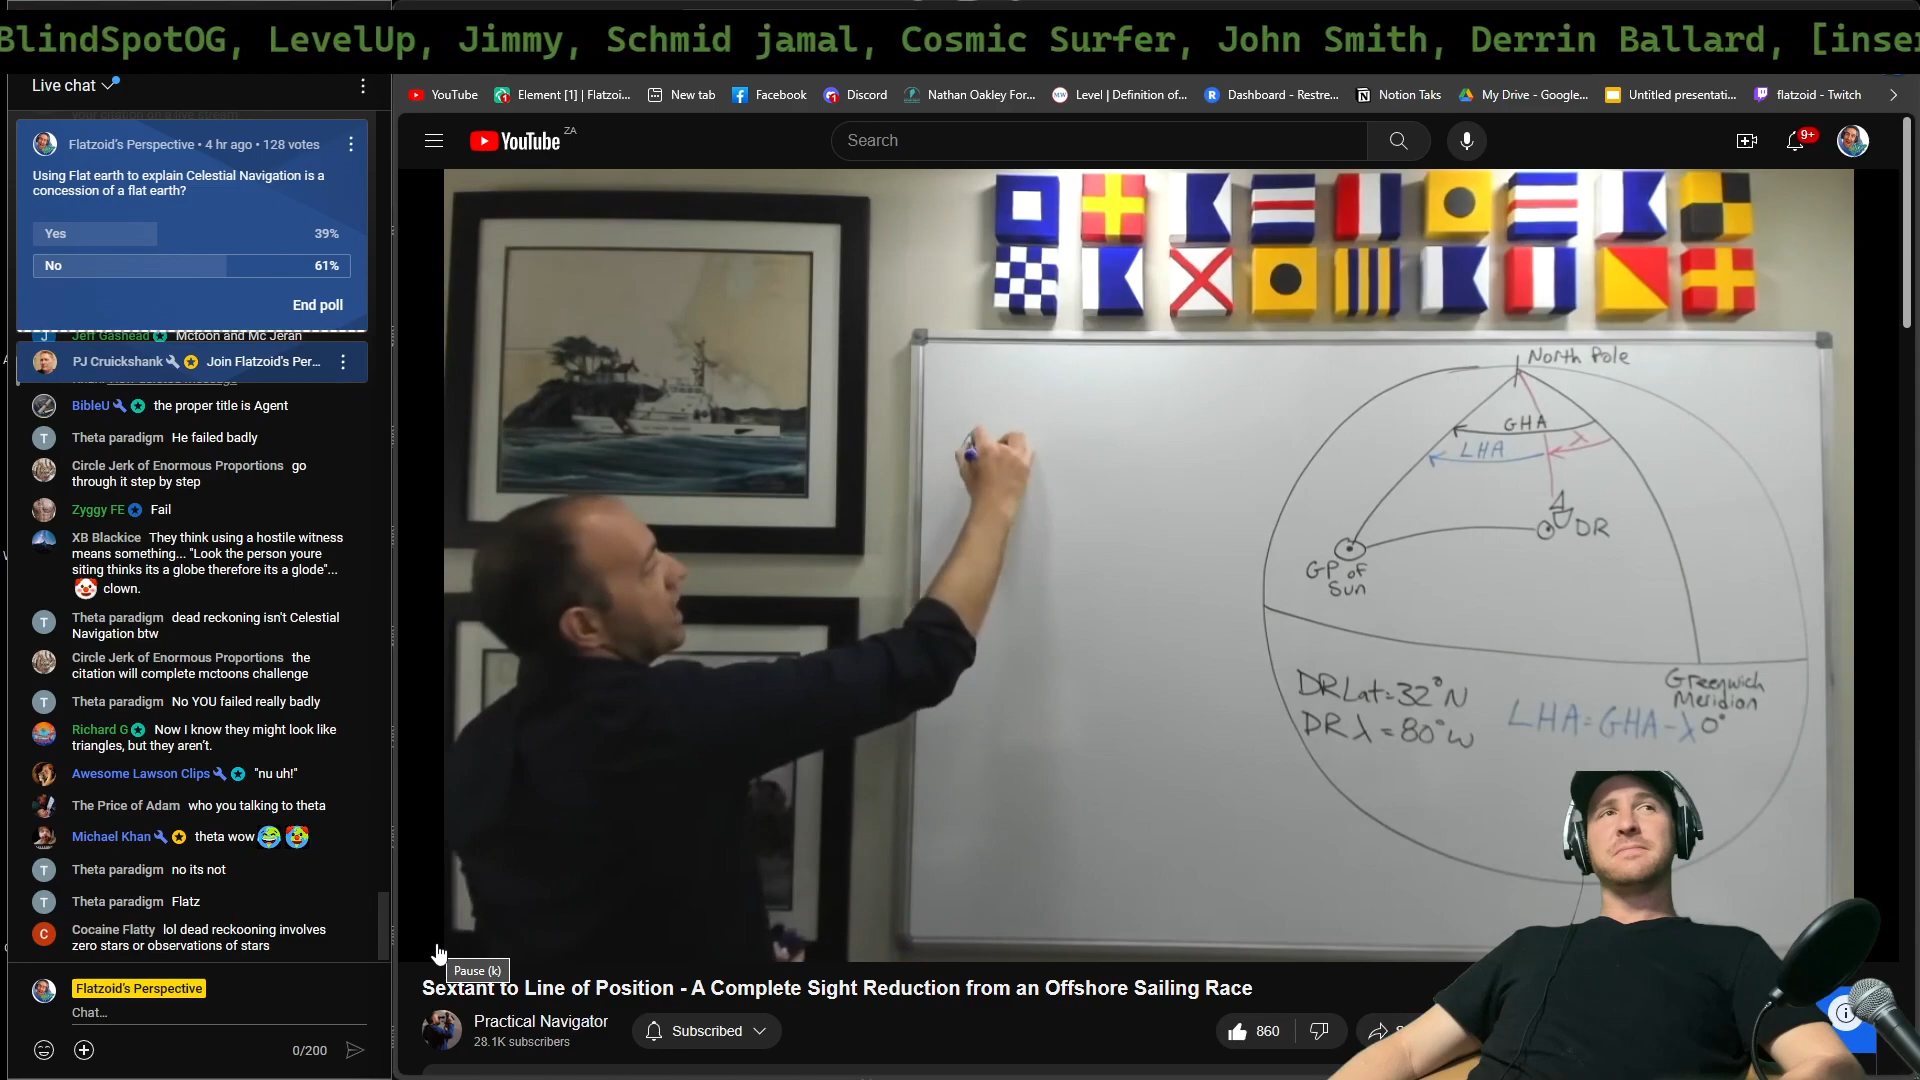 BlindSpotOG, LevelUp, Jimmy, Schmid jamal, Cosmic Surfer, John Smith, Derrin Ballard, [inser
Live chat
YouTube
Element [1] | Flatzoi...
New tab
Facebook
Discord
Nathan Oakley For...
Level | Definition of...
Dashboard - Restre...
Notion Taks
My Drive - Google...
Untitled presentati...
flatzoid - Twitch
Flatzoid's Perspective • 4 hr ago • 128 votes
Using Flat earth to explain Celestial Navigation is a
concession of a flat earth?
Yes 39%
No 61%
End poll
Jeff Gashead Mctoon and Mc Jeran
PJ Cruickshank Join Flatzoid's Per...
BibleU the proper title is Agent
Theta paradigm He failed badly
Circle Jerk of Enormous Proportions go
through it step by step
Zyggy FE Fail
XB Blackice They think using a hostile witness
means something... "Look the person youre
siting thinks its a globe therefore its a glode"...
clown.
Theta paradigm dead reckoning isn't Celestial
Navigation btw
Circle Jerk of Enormous Proportions the
citation will complete mctoons challenge
Theta paradigm No YOU failed really badly
Richard G Now I know they might look like
triangles, but they aren't.
Awesome Lawson Clips "nu uh!"
The Price of Adam who you talking to theta
Michael Khan theta wow
Theta paradigm no its not
Theta paradigm Flatz
Cocaine Flatty lol dead reckooning involves
zero stars or observations of stars
Flatzoid's Perspective
Chat...
0/200
YouTube ZA
Search
9+
North Pole
GHA
LHA λ
DR
GP of
Sun
Greenwich
Meridian
0°
DR Lat=32°N
DR λ = 80°W
LHA=GHA-λ
Pause (k)
Sextant to Line of Position - A Complete Sight Reduction from an Offshore Sailing Race
Practical Navigator
28.1K subscribers
Subscribed
860